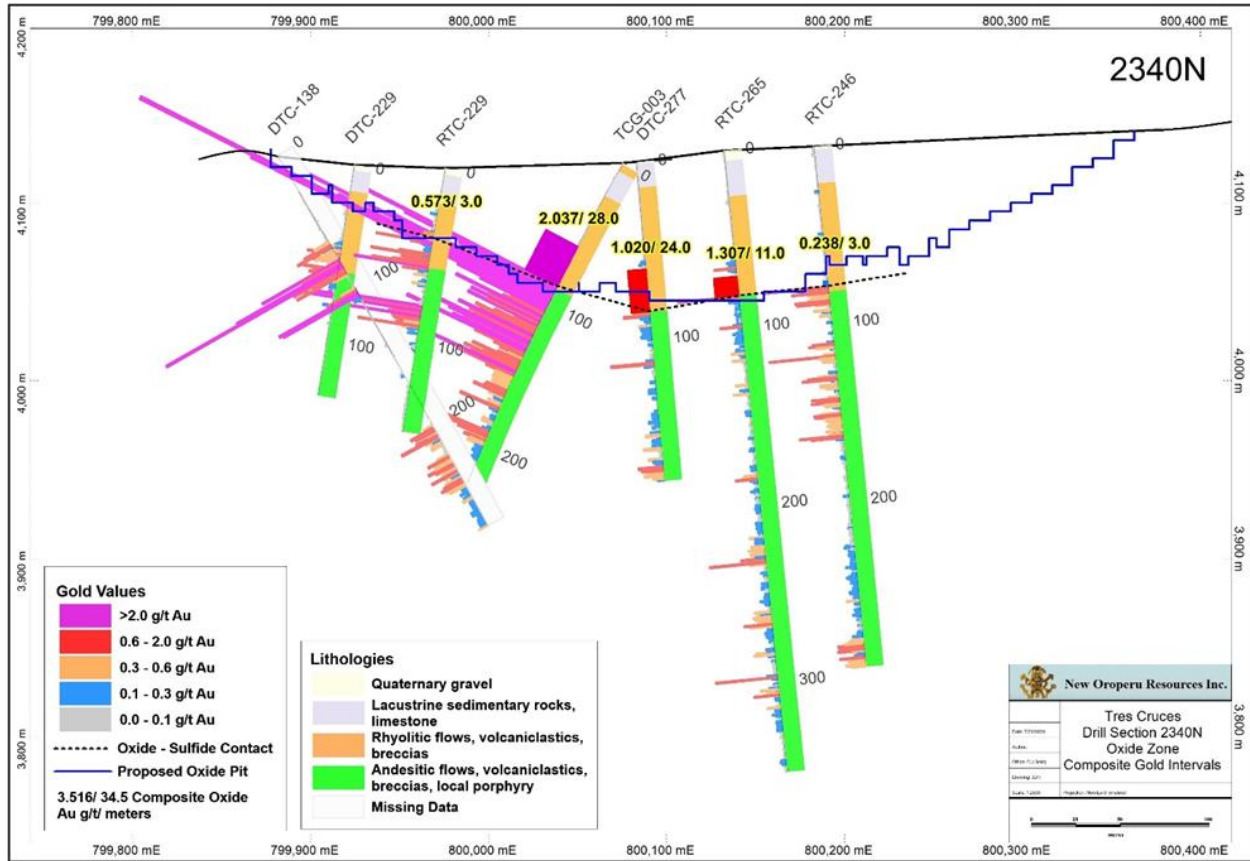 799,800 mE
799,900 mE
800,000 mE
800,100 mE
800,200 mE
800,300 mE
800,400 mE
4,200 m
2340N
DTC-138
DTC-229
RTC-229
TCG-003
DTC-277
RTC-265
RTC-246
0
0
0
0
0
0
0
4,100 m
4,100 m
0.573/ 3.0
2.037/ 28.0
1.020/ 24.0
1.307/ 11.0
0.238/ 3.0
100
100
100
100
100
100
100
4,000 m
4,000 m
200
200
200
200
300
3,900 m
3,900 m
3,800 m
3,800 m
Gold Values
>2.0 g/t Au
0.6 - 2.0 g/t Au
0.3 - 0.6 g/t Au
0.1 - 0.3 g/t Au
0.0 - 0.1 g/t Au
Oxide - Sulfide Contact
Proposed Oxide Pit
3.516/ 34.5 Composite Oxide
Au g/t/ meters
Lithologies
Quaternary gravel
Lacustrine sedimentary rocks,
limestone
Rhyolitic flows, volcaniclastics,
breccias
Andesitic flows, volcaniclastics,
breccias, local porphyry
Missing Data
New Oroperu Resources Inc.
Tres Cruces
Drill Section 2340N
Oxide Zone
Composite Gold Intervals
799,800 mE
799,900 mE
800,000 mE
800,100 mE
800,200 mE
800,300 mE
800,400 mE